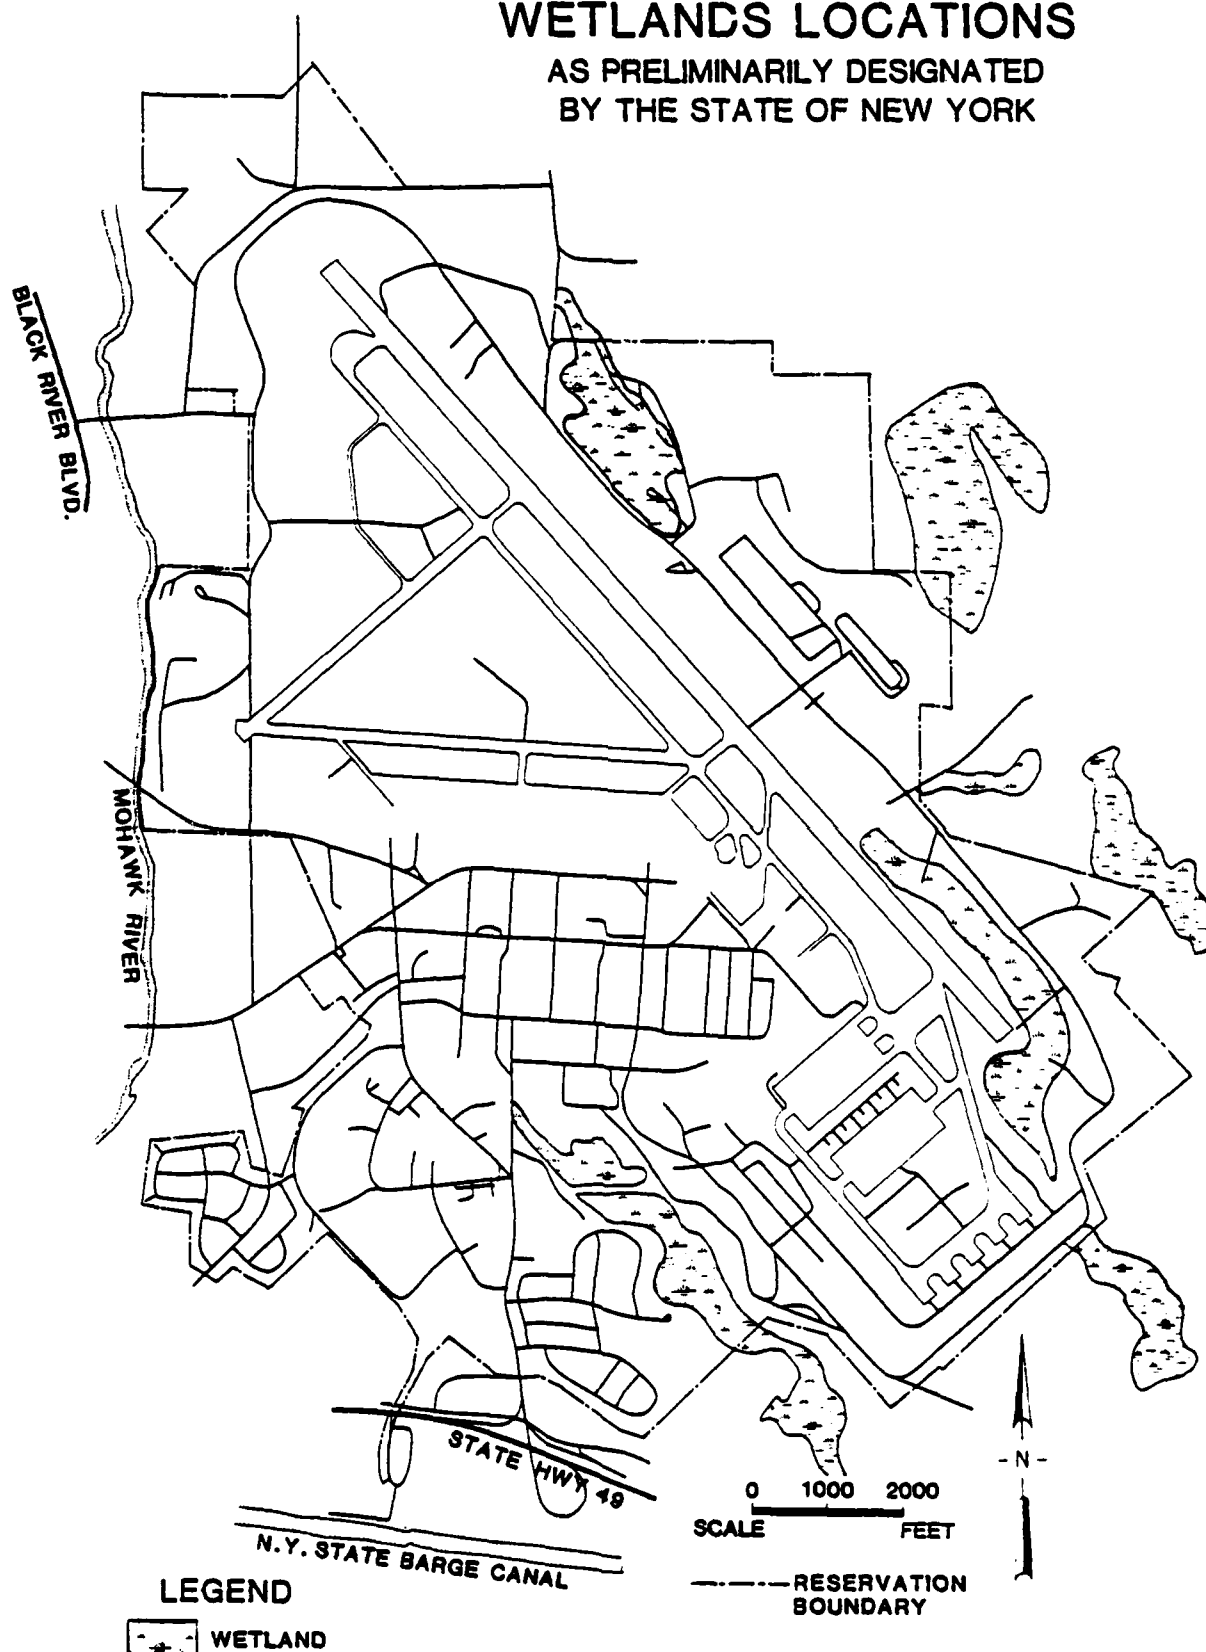 WETLANDS LOCATIONS
AS PRELIMINARILY DESIGNATED
BY THE STATE OF NEW YORK
BLACK RIVER BLVD.
MOHAWK RIVER
STATE HWY 49
N.Y. STATE BARGE CANAL
- N -
0 1000 2000
SCALE FEET
RESERVATION
BOUNDARY
LEGEND
WETLAND